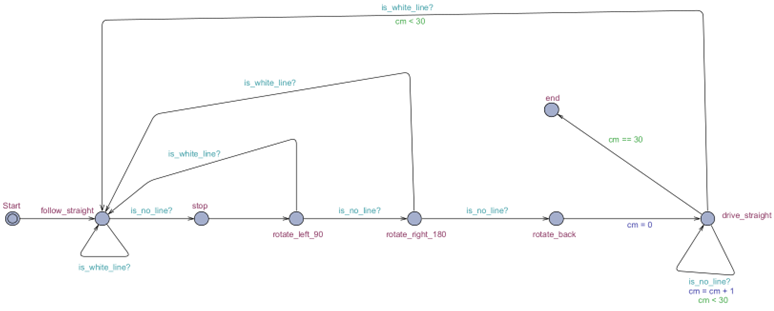 is_white_line?
cm < 30
is_white_line?
end
cm == 30
is_white_line?
Start
follow_straight
is_no_line?
stop
is_no_line?
is_no_line?
drive_straight
rotate_left_90
rotate_right_180
rotate_back
cm = 0
is_white_line?
is_no_line?
cm = cm + 1
cm < 30